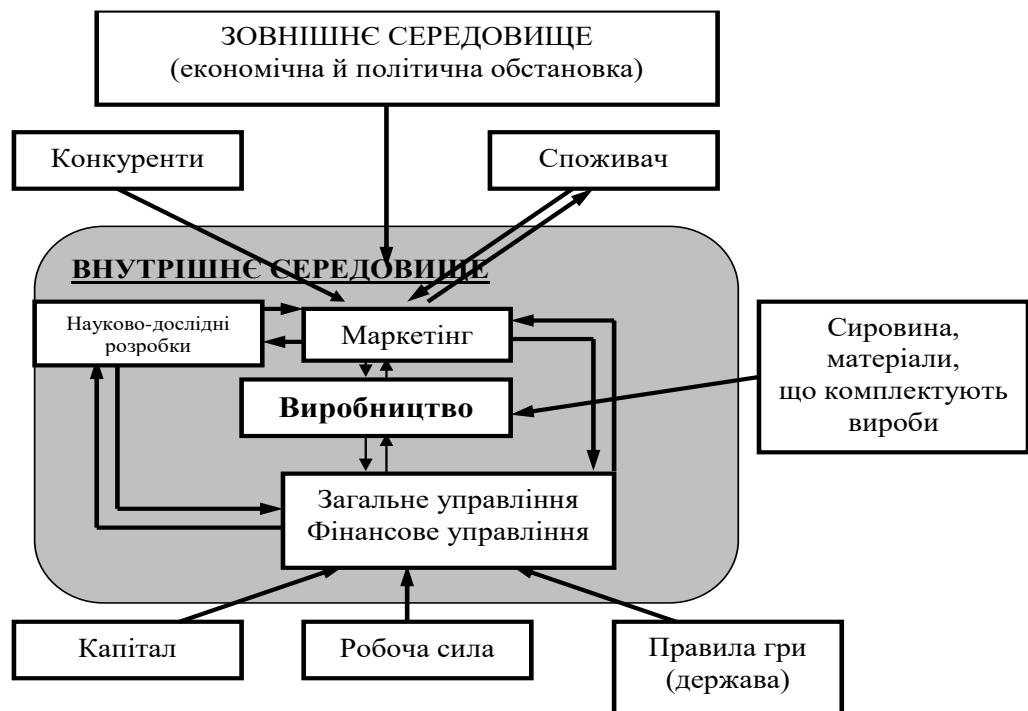 ЗОВНІШНЄ СЕРЕДОВИЩЕ
(економічна й політична обстановка)
Конкуренти
Споживач
ВНУТРІШНЄ СЕРЕДОВИЩЕ
Науково-дослідні
розробки
Маркетінг
Сировина,
матеріали,
що комплектують
вироби
Виробництво
Загальне управління
Фінансове управління
Капітал
Робоча сила
Правила гри
(держава)